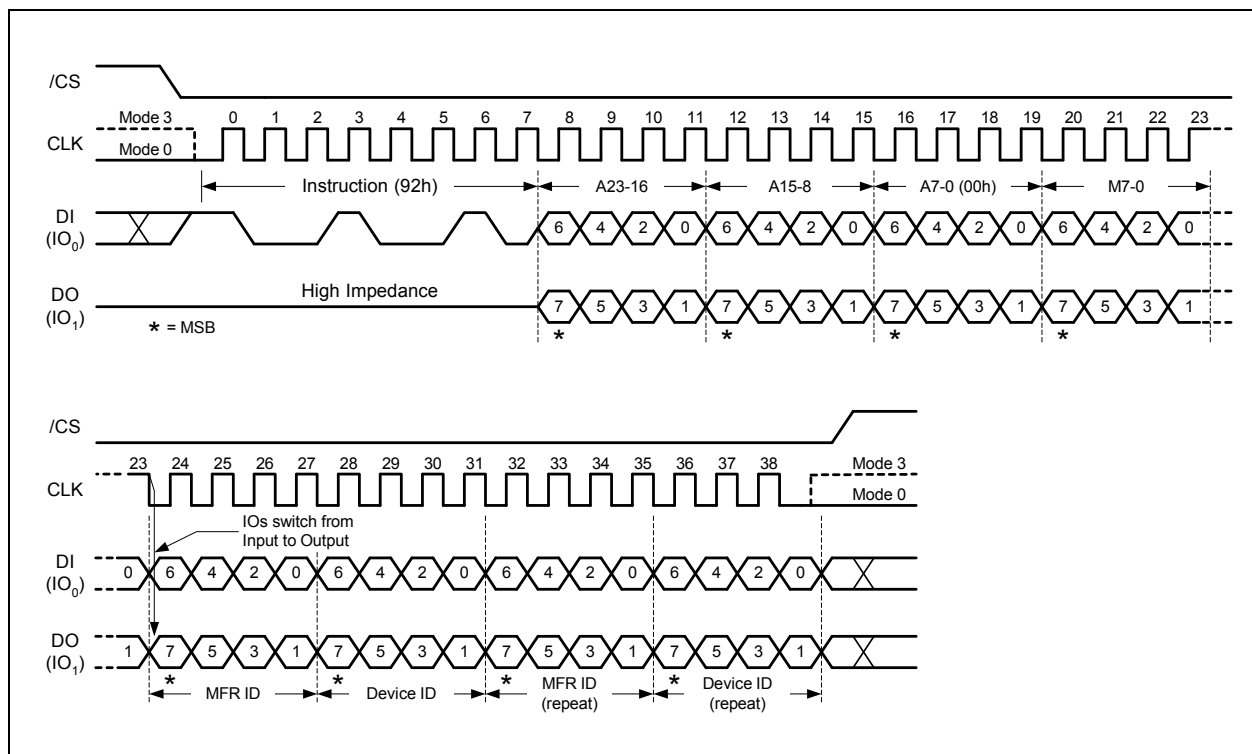 /CS
Mode 3
0 1 2 3 4 5 6 7 8 9 10 11 12 13 14 15 16 17 18 19 20 21 22 23
CLK
Mode 0
Instruction (92h)
A23-16
A15-8
A7-0 (00h)
M7-0
DI
(IO0)
6 4 2 0 6 4 2 0 6 4 2 0 6 4 2 0
High Impedance
DO
(IO1)
7 5 3 1 7 5 3 1 7 5 3 1 7 5 3 1
* * * *
* = MSB
/CS
23 24 25 26 27 28 29 30 31 32 33 34 35 36 37 38
Mode 3
CLK
Mode 0
IOs switch from
Input to Output
DI
(IO0)
0 6 4 2 0 6 4 2 0 6 4 2 0 6 4 2 0
DO
(IO1)
1 7 5 3 1 7 5 3 1 7 5 3 1 7 5 3 1
* * * *
MFR ID
Device ID
MFR ID
(repeat)
Device ID
(repeat)